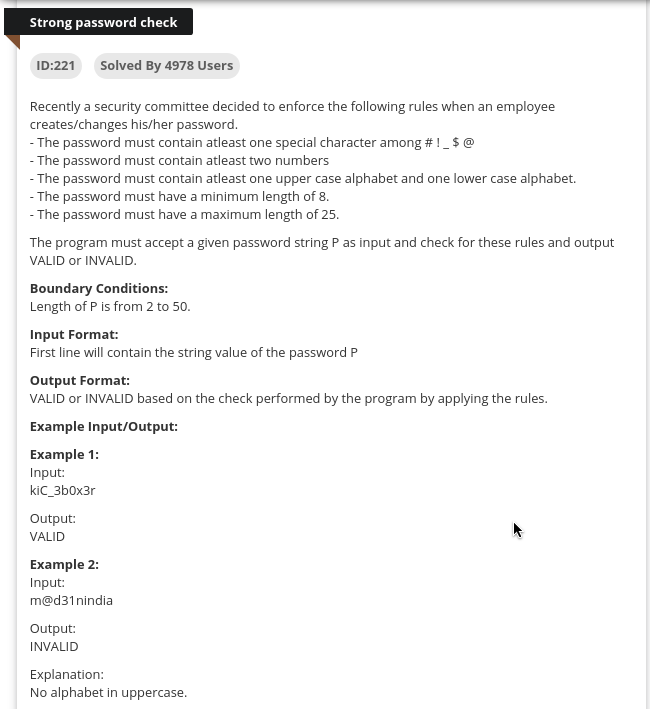 Strong password check
ID:221
Solved By 4978 Users
Recently a security committee decided to enforce the following rules when an employee
creates/changes his/her password.
- The password must contain atleast one special character among # ! _ $ @
- The password must contain atleast two numbers
- The password must contain atleast one upper case alphabet and one lower case alphabet.
- The password must have a minimum length of 8.
- The password must have a maximum length of 25.
The program must accept a given password string P as input and check for these rules and output
VALID or INVALID.
Boundary Conditions:
Length of P is from 2 to 50.
Input Format:
First line will contain the string value of the password P
Output Format:
VALID or INVALID based on the check performed by the program by applying the rules.
Example Input/Output:
Example 1:
Input:
kiC_3b0x3r
Output:
VALID
Example 2:
Input:
m@d31nindia
Output:
INVALID
Explanation:
No alphabet in uppercase.